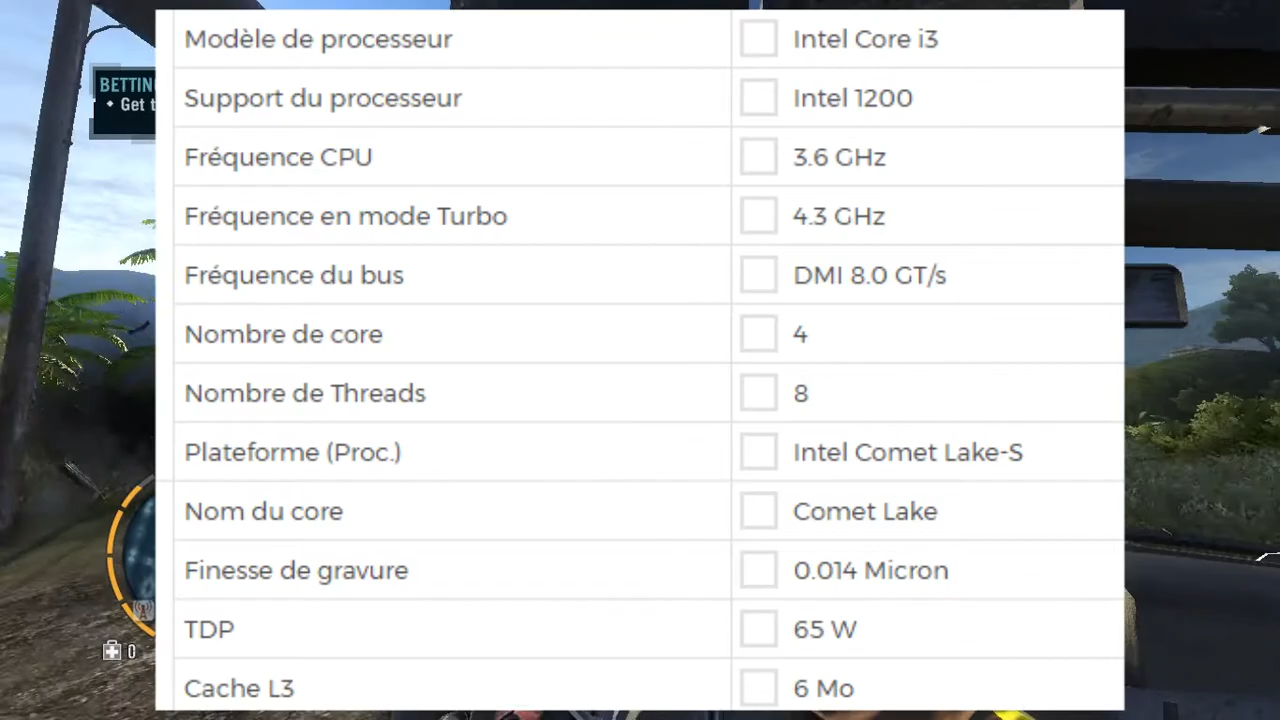 BETTIN
• Get t
Modèle de processeur Intel Core i3
Support du processeur Intel 1200
Fréquence CPU 3.6 GHz
Fréquence en mode Turbo 4.3 GHz
Fréquence du bus DMI 8.0 GT/s
Nombre de core 4
Nombre de Threads 8
Plateforme (Proc.) Intel Comet Lake-S
Nom du core Comet Lake
Finesse de gravure 0.014 Micron
TDP 65 W
Cache L3 6 Mo
0